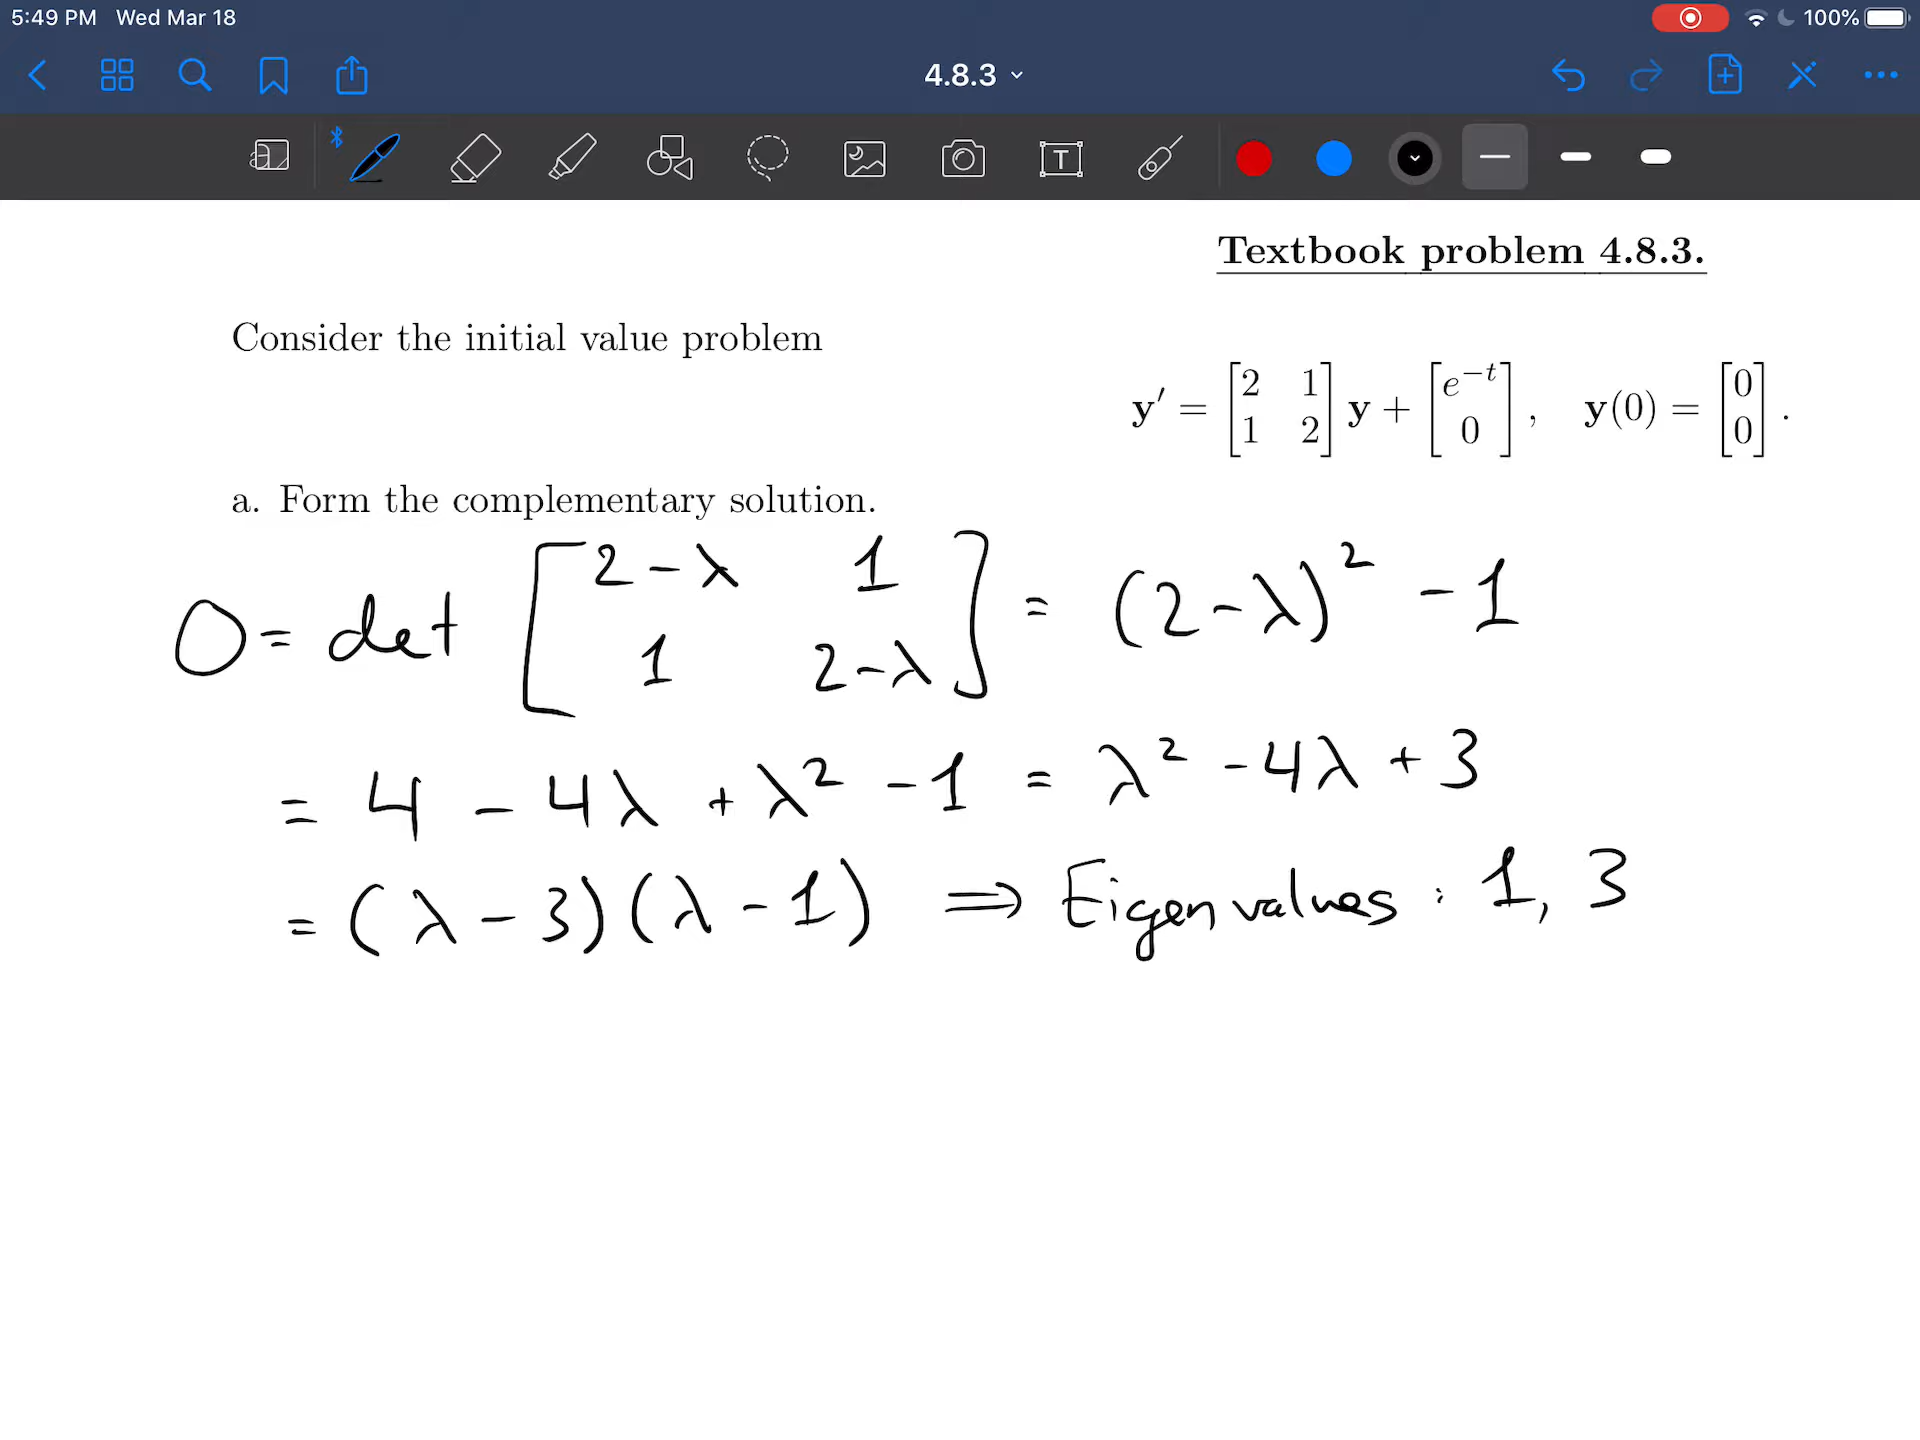 5:49 PM Wed Mar 18 100%
4.8.3
T
Textbook problem 4.8.3.
Consider the initial value problem
y′ = [2 1; 1 2] y + [e^{−t}; 0], y(0) = [0; 0].
a. Form the complementary solution.
0 = det [2−λ 1; 1 2−λ] = (2−λ)² − 1
= 4 − 4λ + λ² − 1 = λ² − 4λ + 3
= (λ − 3)(λ − 1) ⟹ Eigenvalues : 1, 3